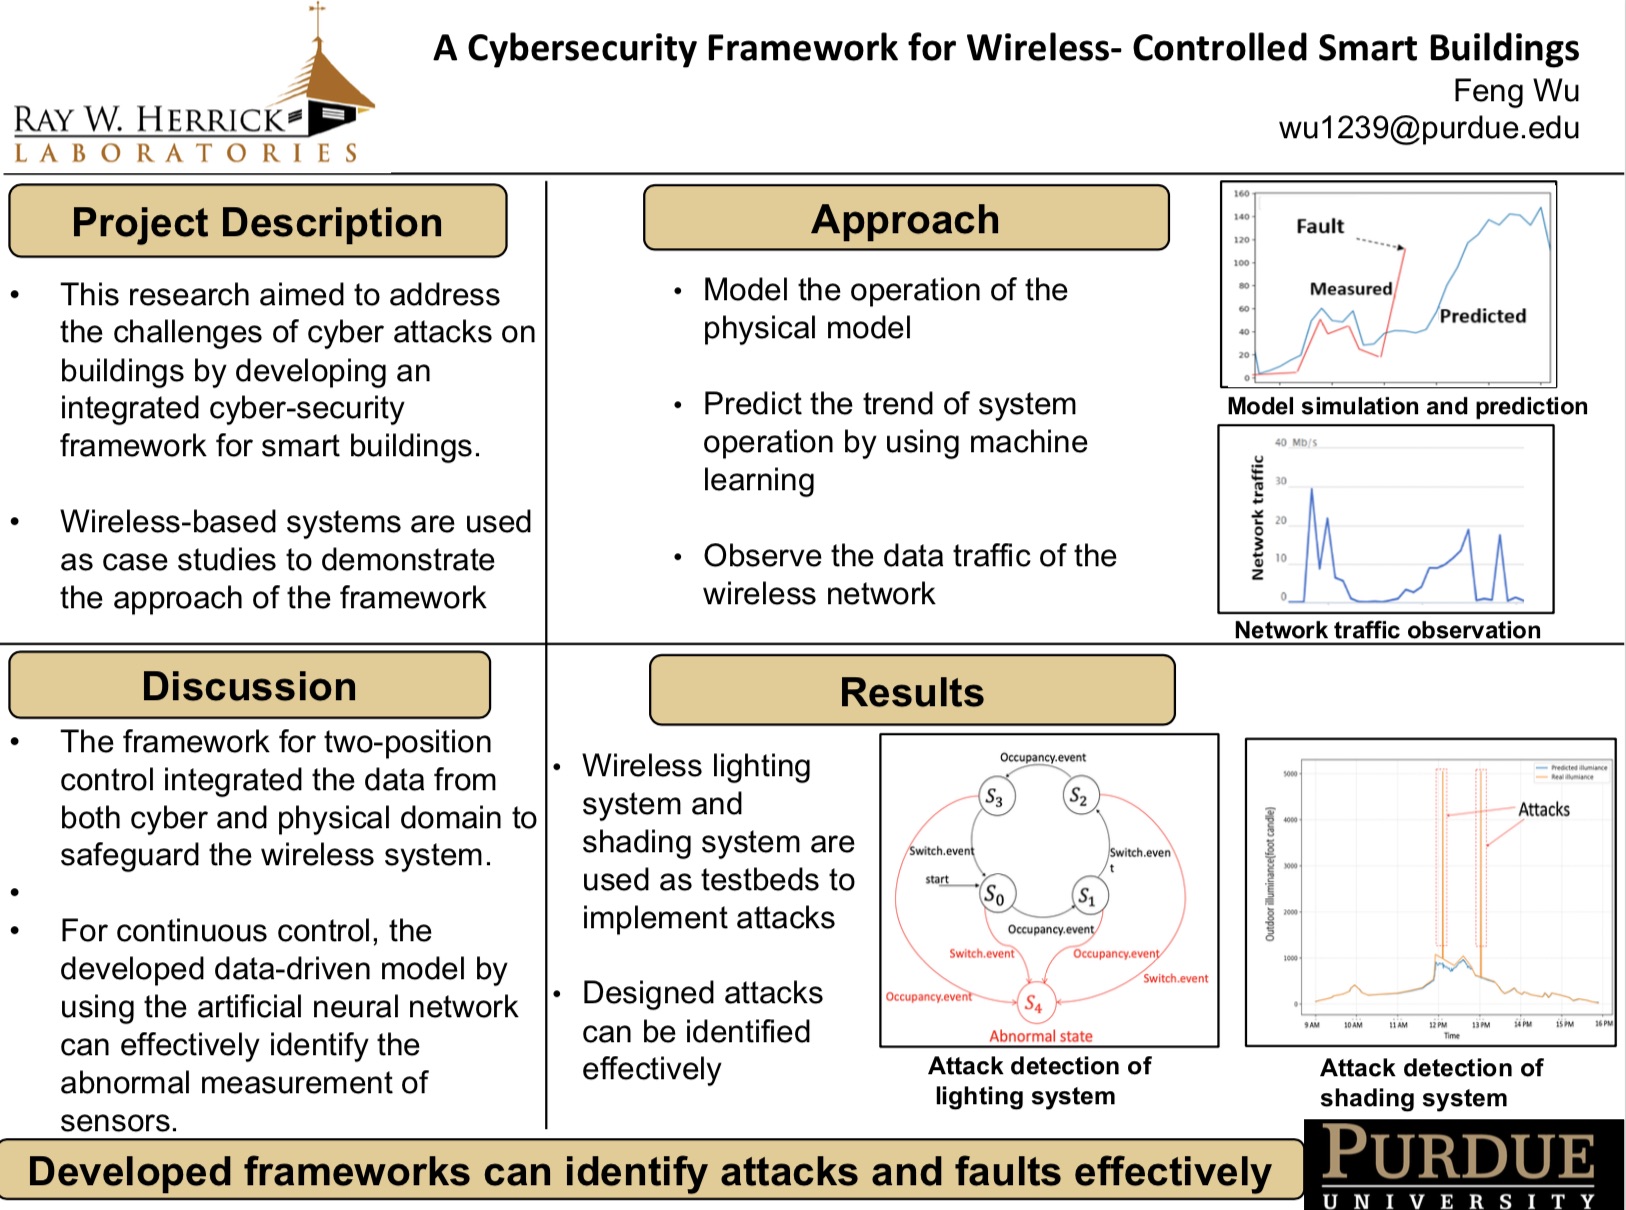 RAY W. HERRICK
LABORATORIES
A Cybersecurity Framework for Wireless- Controlled Smart Buildings
Feng Wu
wu1239@purdue.edu
Project Description
• This research aimed to address
the challenges of cyber attacks on
buildings by developing an
integrated cyber-security
framework for smart buildings.
• Wireless-based systems are used
as case studies to demonstrate
the approach of the framework
Approach
• Model the operation of the
physical model
• Predict the trend of system
operation by using machine
learning
• Observe the data traffic of the
wireless network
160
140
120
100
80
60
40
20
0
Fault
Measured
Predicted
Model simulation and prediction
40 Mb/s
30
20
10
0
Network traffic
Network traffic observation
Discussion
• The framework for two-position
control integrated the data from
both cyber and physical domain to
safeguard the wireless system.
•
• For continuous control, the
developed data-driven model by
using the artificial neural network
can effectively identify the
abnormal measurement of
sensors.
Results
• Wireless lighting
system and
shading system are
used as testbeds to
implement attacks
• Designed attacks
can be identified
effectively
Occupancy.event
S3
S2
Switch.event
Switch.even
t
start
S0
S1
Occupancy.event
Switch.event
Occupancy.event
Switch.event
Occupancy.event
S4
Abnormal state
Attack detection of
lighting system
Predicted illumiance
Real illumiance
Attacks
5000
4000
3000
2000
1000
0
Outdoor illuminance(foot candle)
9 AM 10 AM 11 AM 12 PM 13 PM 14 PM 15 PM 16 PM
Time
Attack detection of
shading system
Developed frameworks can identify attacks and faults effectively
PURDUE
UNIVERSITY